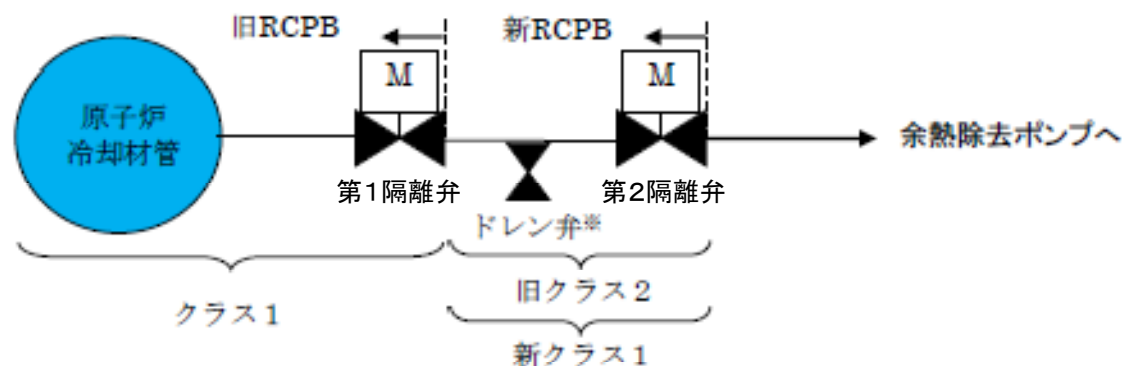 旧RCPB
新RCPB
M
M
原子炉
冷却材管
余熱除去ポンプへ
第1隔離弁
第2隔離弁
ドレン弁※
クラス1
旧クラス2
新クラス1